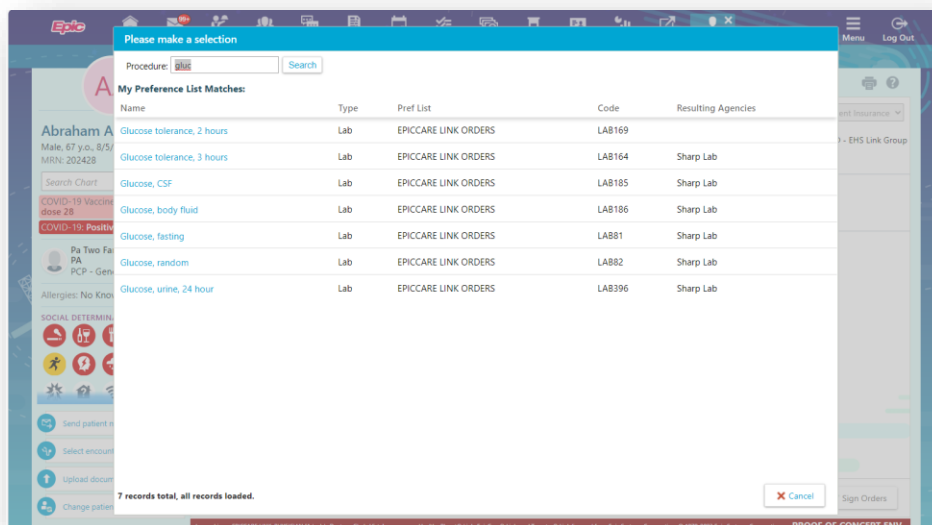 Epic
99+
Menu
Log Out
Please make a selection
Procedure: gluc Search
My Preference List Matches:
Name Type Pref List Code Resulting Agencies
Glucose tolerance, 2 hours Lab EPICCARE LINK ORDERS LAB169
Glucose tolerance, 3 hours Lab EPICCARE LINK ORDERS LAB164 Sharp Lab
Glucose, CSF Lab EPICCARE LINK ORDERS LAB185 Sharp Lab
Glucose, body fluid Lab EPICCARE LINK ORDERS LAB186 Sharp Lab
Glucose, fasting Lab EPICCARE LINK ORDERS LAB81 Sharp Lab
Glucose, random Lab EPICCARE LINK ORDERS LAB82 Sharp Lab
Glucose, urine, 24 hour Lab EPICCARE LINK ORDERS LAB396 Sharp Lab
7 records total, all records loaded.
Cancel
A
Abraham A
Male, 67 y.o., 8/5/
MRN: 202428
Search Chart
COVID-19 Vaccine
dose 28
COVID-19: Positiv
Pa Two Fa
PA
PCP - Gen
Allergies: No Know
SOCIAL DETERMIN
Send patient
Select encoun
Upload docum
Change patien
ent Insurance
- EHS Link Group
Sign Orders
PROOF OF CONCEPT ENV